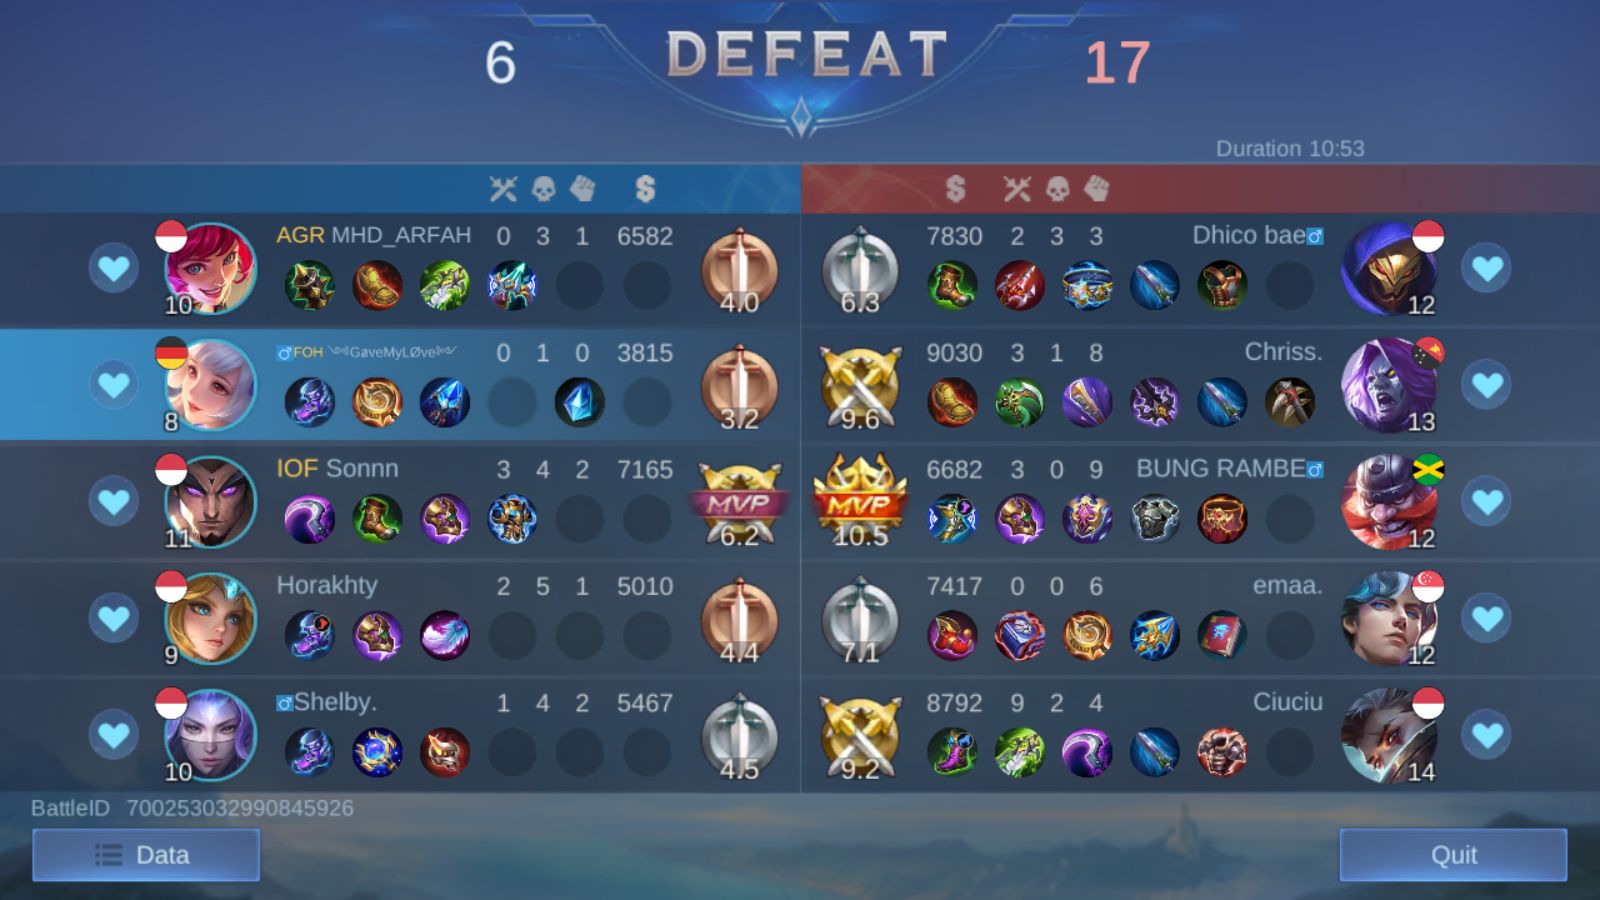 6 DEFEAT 17
Duration 10:53
AGR MHD_ARFAH 0 3 1 6582
10 4.0
7830 2 3 3 Dhico bae
6.3 12
FOH GaveMyLØve 0 1 0 3815
8 3.2
9030 3 1 8 Chriss.
9.6 13
IOF Sonnn 3 4 2 7165
11 MVP 6.2
6682 3 0 9 BUNG RAMBE
MVP 10.5 12
Horakhty 2 5 1 5010
9 4.4
7417 0 0 6 emaa.
7.1 12
Shelby. 1 4 2 5467
10 4.5
8792 9 2 4 Ciuciu
9.2 14
BattleID 700253032990845926
Data
Quit